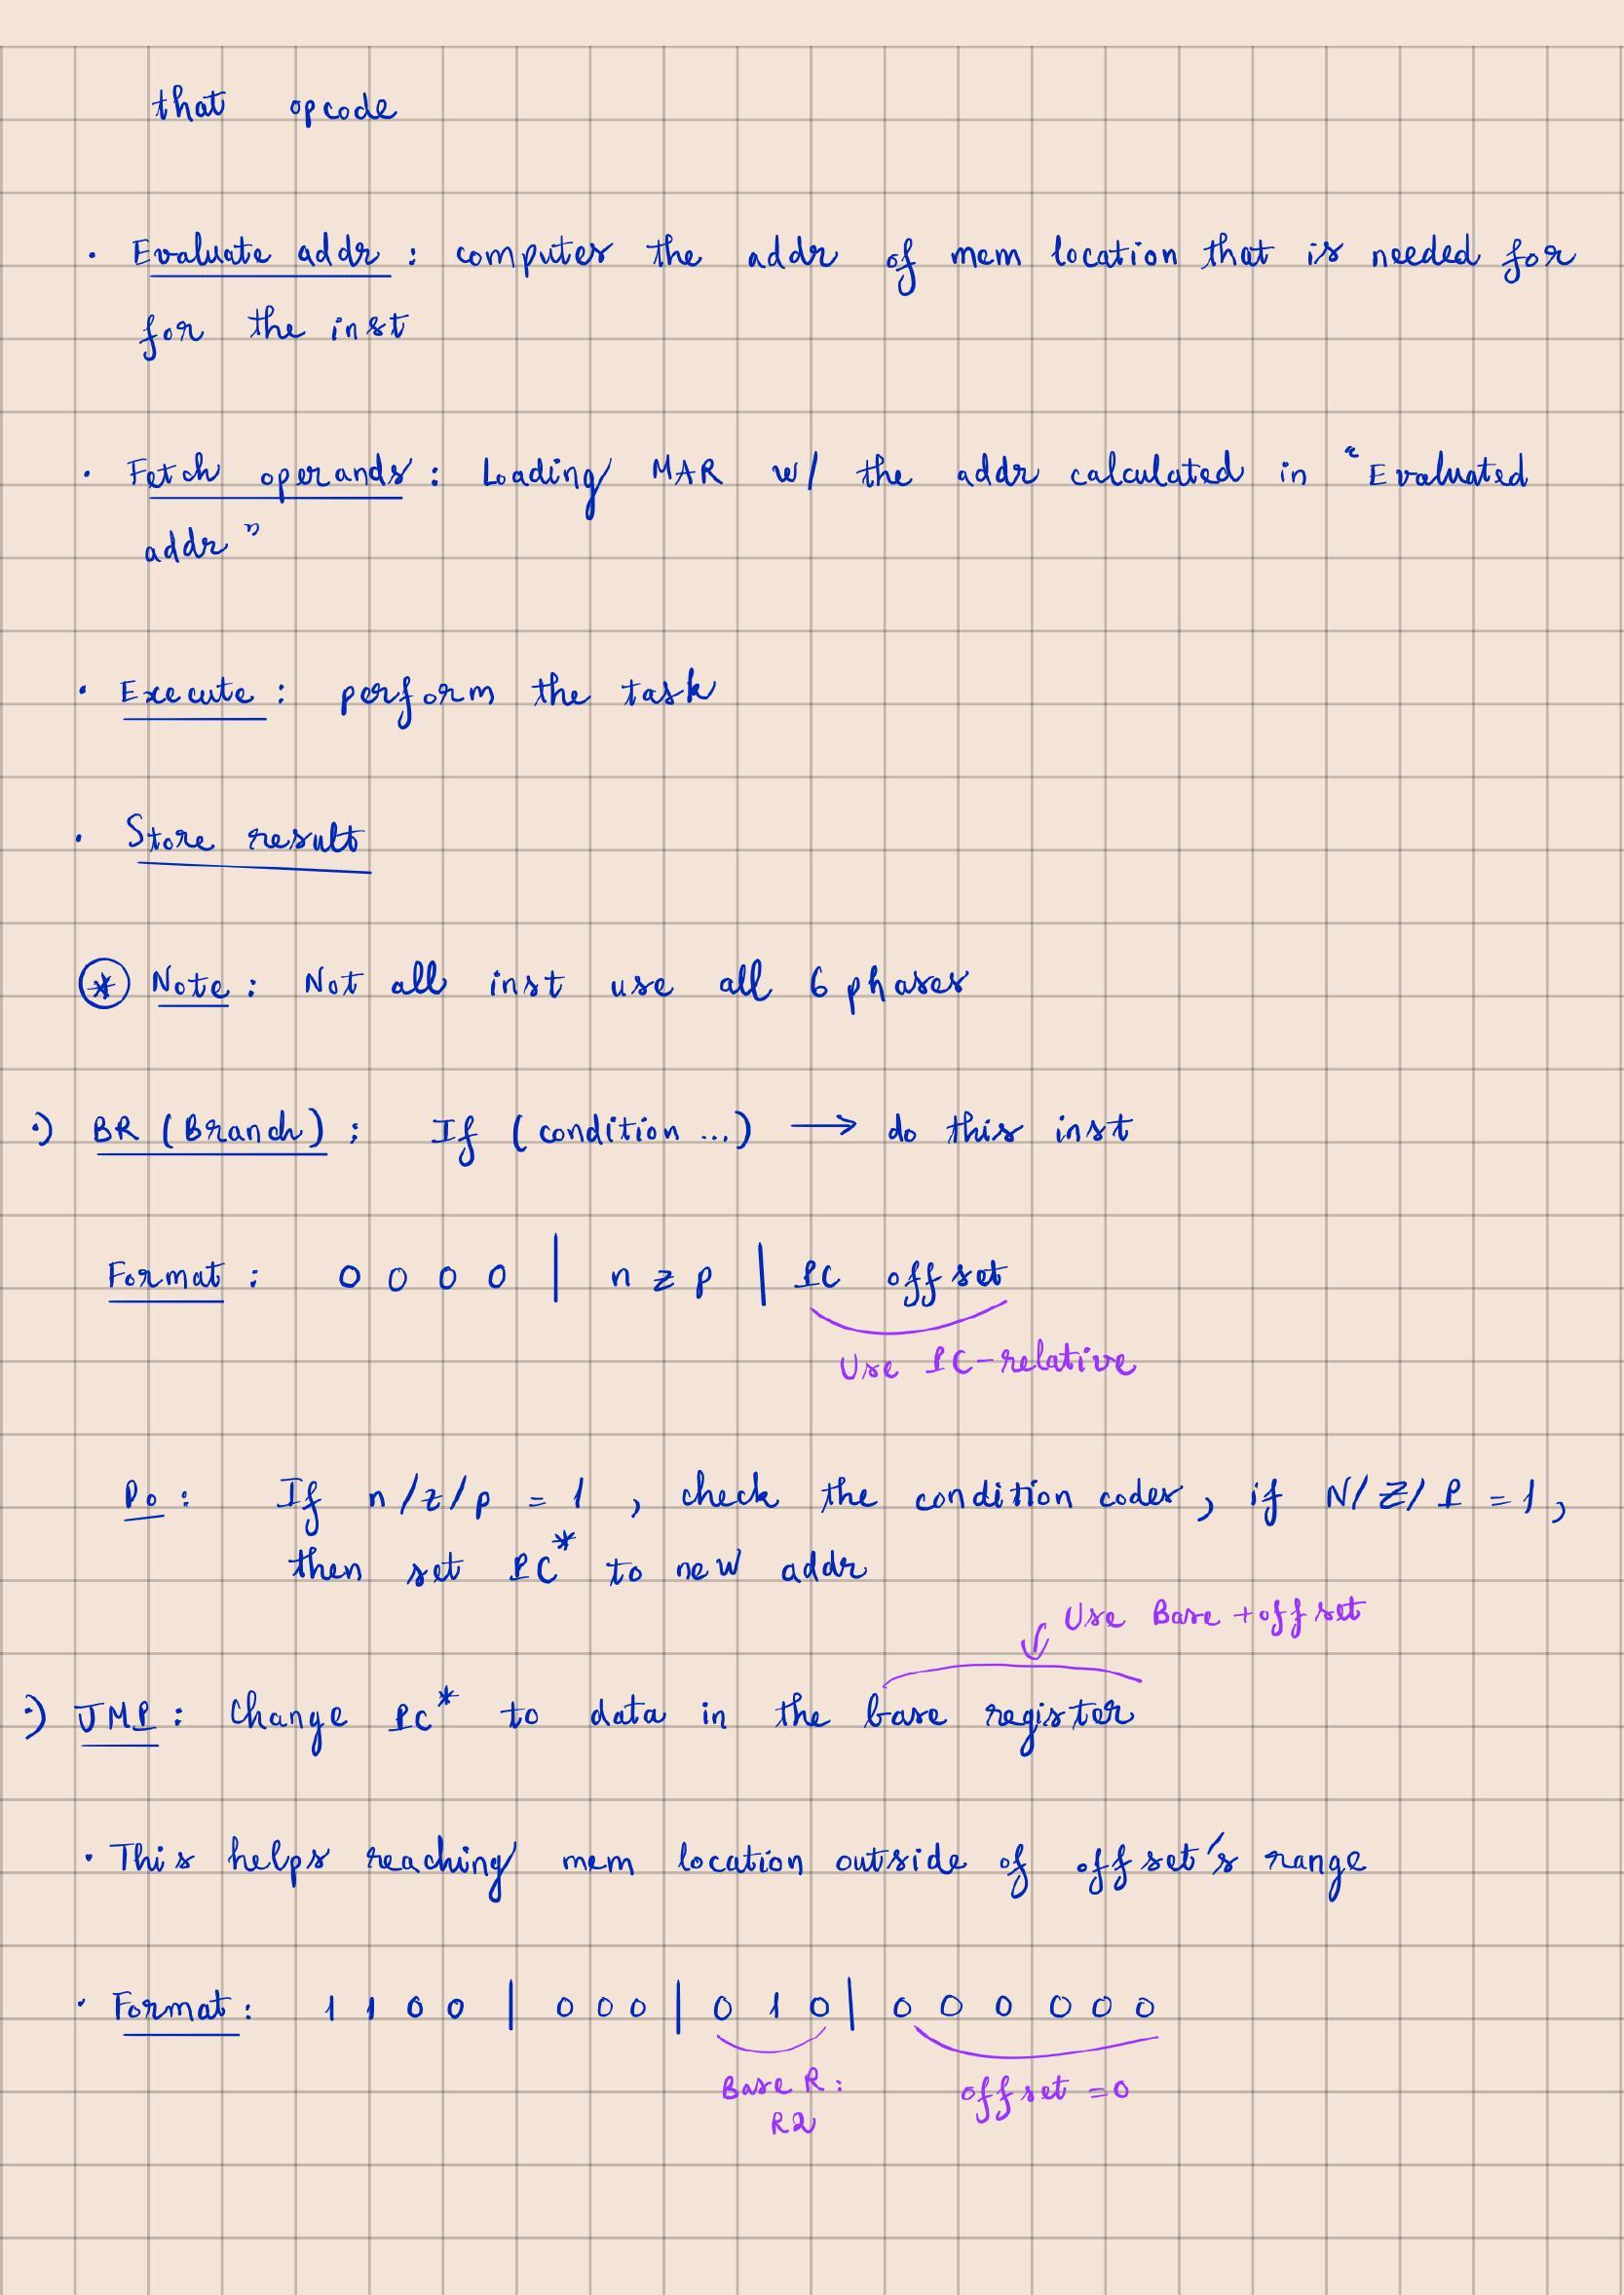 that opcode
· Evaluate addr : computes the addr of mem location that is needed for
for the inst
· Fetch operands : Loading MAR w/ the addr calculated in "Evaluated
addr"
· Execute : perform the task
· Store result
* Note : Not all inst use all 6 phases
·) BR (Branch) : If (condition ...) → do this inst
Format : 0 0 0 0 | n z p | PC offset
Use PC-relative
Do : If n/z/p = 1 , check the condition codes , if N/Z/P = 1 ,
then set PC* to new addr
Use Base + offset
·) JMP : Change PC* to data in the base register
· This helps reaching mem location outside of offset's range
· Format : 1 1 0 0 | 0 0 0 | 0 1 0 | 0 0 0 0 0 0
Base R : offset = 0
R2